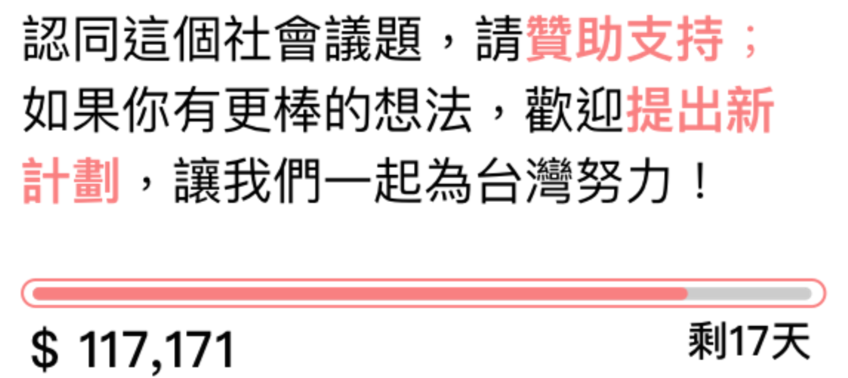 認同這個社會議題，請贊助支持；
如果你有更棒的想法，歡迎提出新
計劃，讓我們一起為台灣努力！
$ 117,171
剩17天